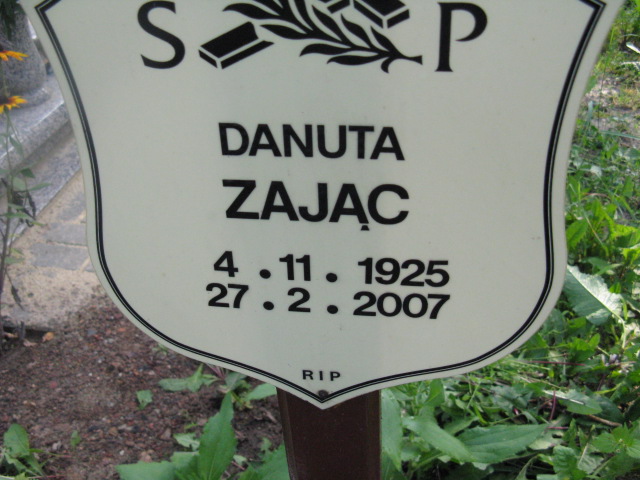 S P
DANUTA
ZAJĄC
4 . 11 . 1925
27 . 2 . 2007
RIP